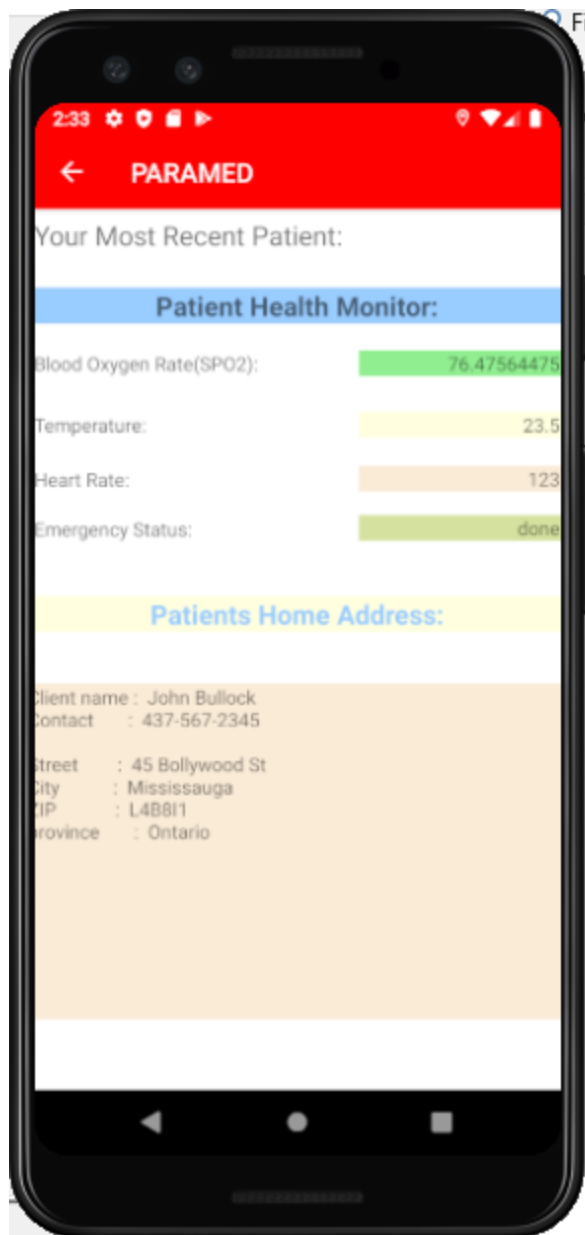 Fi
2:33
PARAMED
Your Most Recent Patient:
Patient Health Monitor:
Blood Oxygen Rate(SPO2): 76.47564475
Temperature: 23.5
Heart Rate: 123
Emergency Status: done
Patients Home Address:
Client name : John Bullock
Contact : 437-567-2345
Street : 45 Bollywood St
City : Mississauga
ZIP : L4B8I1
province : Ontario